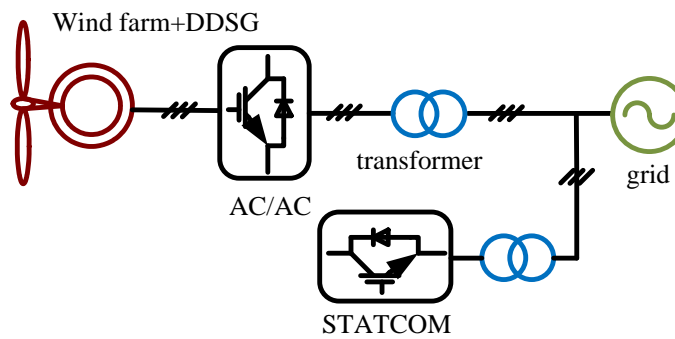 Wind farm+DDSG
transformer
grid
AC/AC
STATCOM